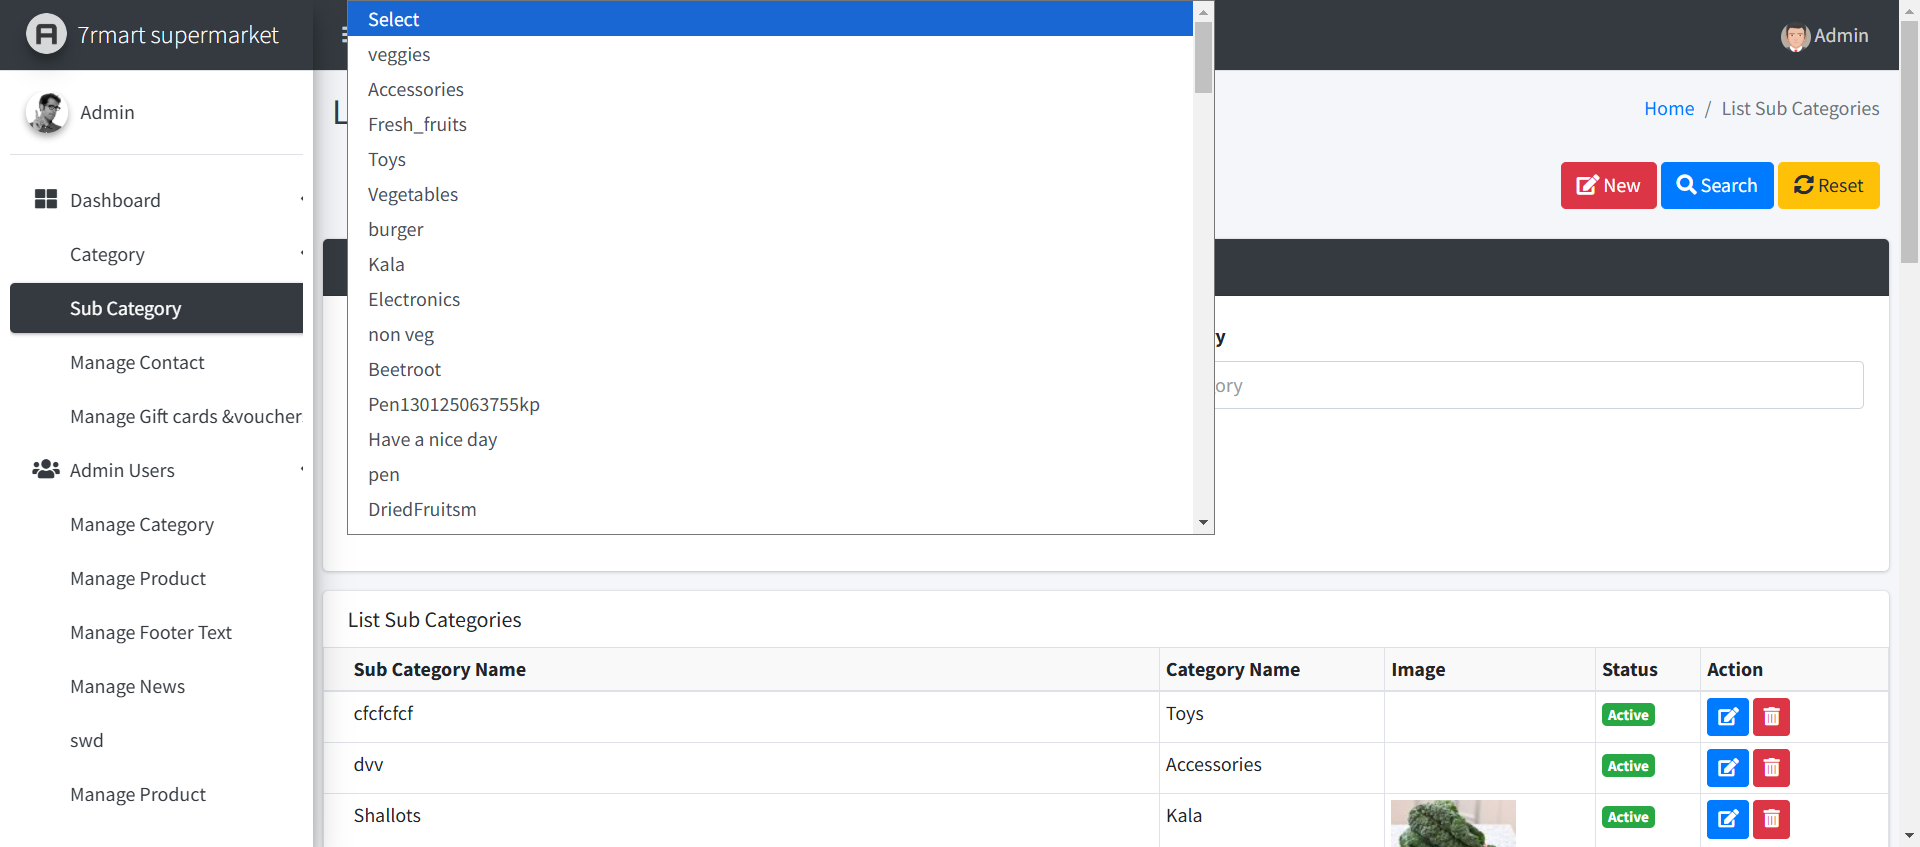 7rmart supermarket
Admin
Admin
Dashboard
Category
Sub Category
Manage Contact
Manage Gift cards &voucher
Admin Users
Manage Category
Manage Product
Manage Footer Text
Manage News
swd
Manage Product
Select
veggies
Accessories
Fresh_fruits
Toys
Vegetables
burger
Kala
Electronics
non veg
Beetroot
Pen130125063755kp
Have a nice day
pen
DriedFruitsm
Home / List Sub Categories
New Search Reset
y
ory
List Sub Categories
Sub Category Name Category Name Image Status Action
cfcfcfcf Toys Active
dvv Accessories Active
Shallots Kala Active